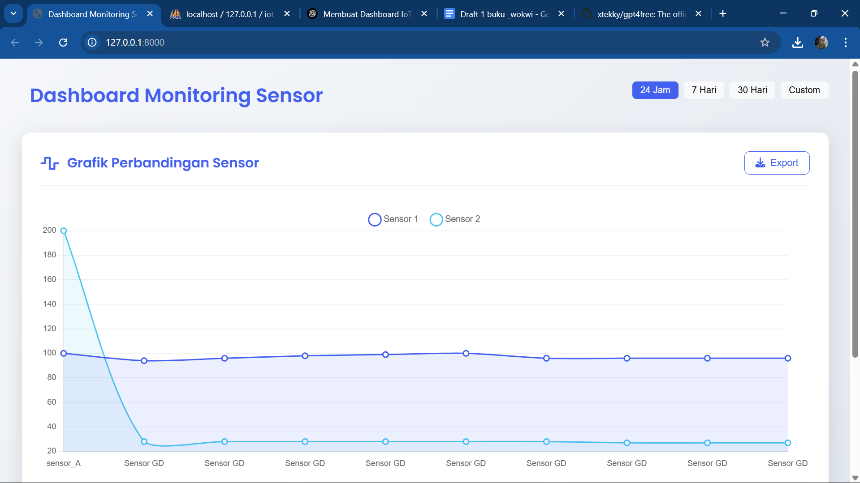 Dashboard Monitoring Se
localhost / 127.0.0.1 / iot
Membuat Dashboard IoT
Draft 1 buku_wokwi - Go
xtekky/gpt4free: The offi
127.0.0.1:8000
Dashboard Monitoring Sensor
24 Jam
7 Hari
30 Hari
Custom
Grafik Perbandingan Sensor
Export
Sensor 1
Sensor 2
200
180
160
140
120
100
80
60
40
20
sensor_A
Sensor GD
Sensor GD
Sensor GD
Sensor GD
Sensor GD
Sensor GD
Sensor GD
Sensor GD
Sensor GD